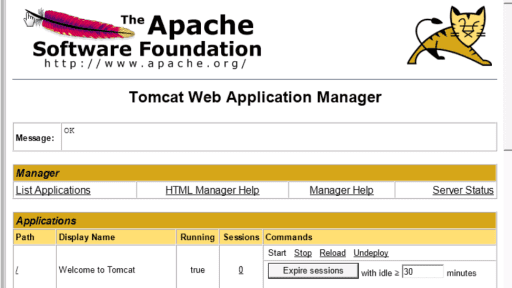 The Apache
Software Foundation
http://www.apache.org/
Tomcat Web Application Manager
Message: OK
Manager
List Applications HTML Manager Help Manager Help Server Status
Applications
Path Display Name Running Sessions Commands
Start Stop Reload Undeploy
/ Welcome to Tomcat true 0
Expire sessions with idle ≥ 30 minutes